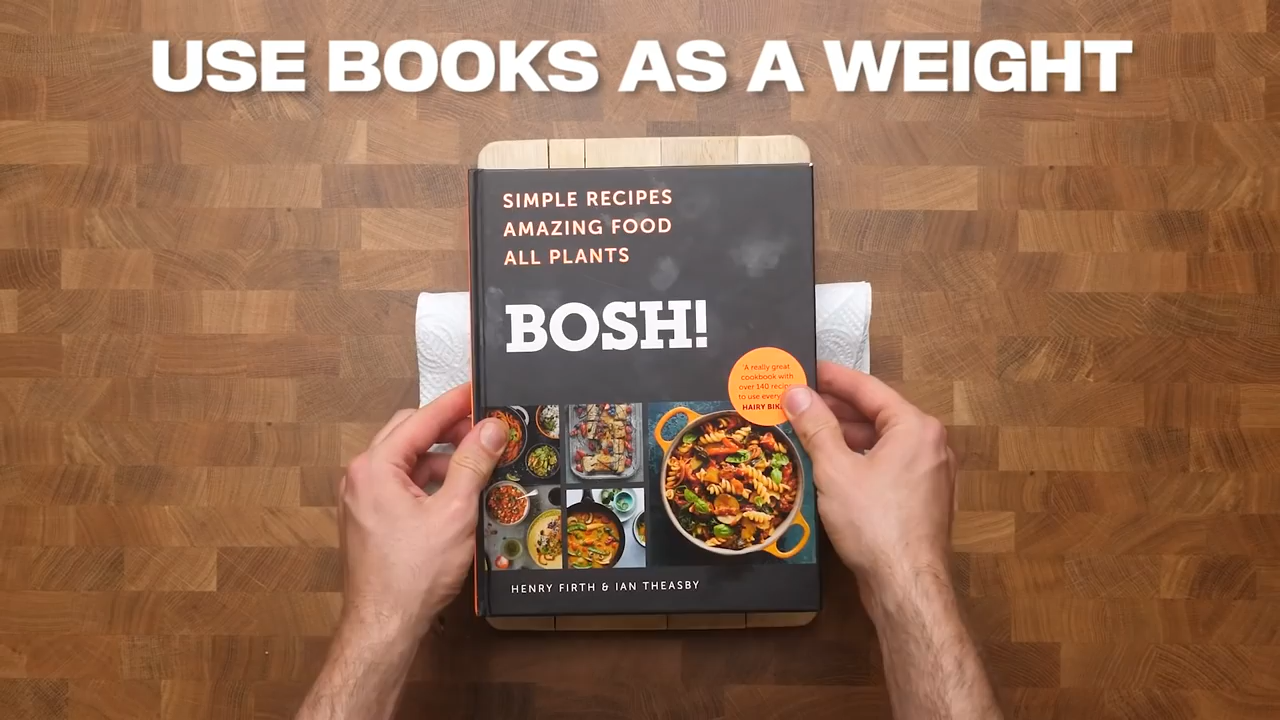 USE BOOKS AS A WEIGHT
SIMPLE RECIPES
AMAZING FOOD
ALL PLANTS
BOSH!
'A really great
cookbook with
over 140
to use
HAIRY
HENRY FIRTH & IAN THEASBY